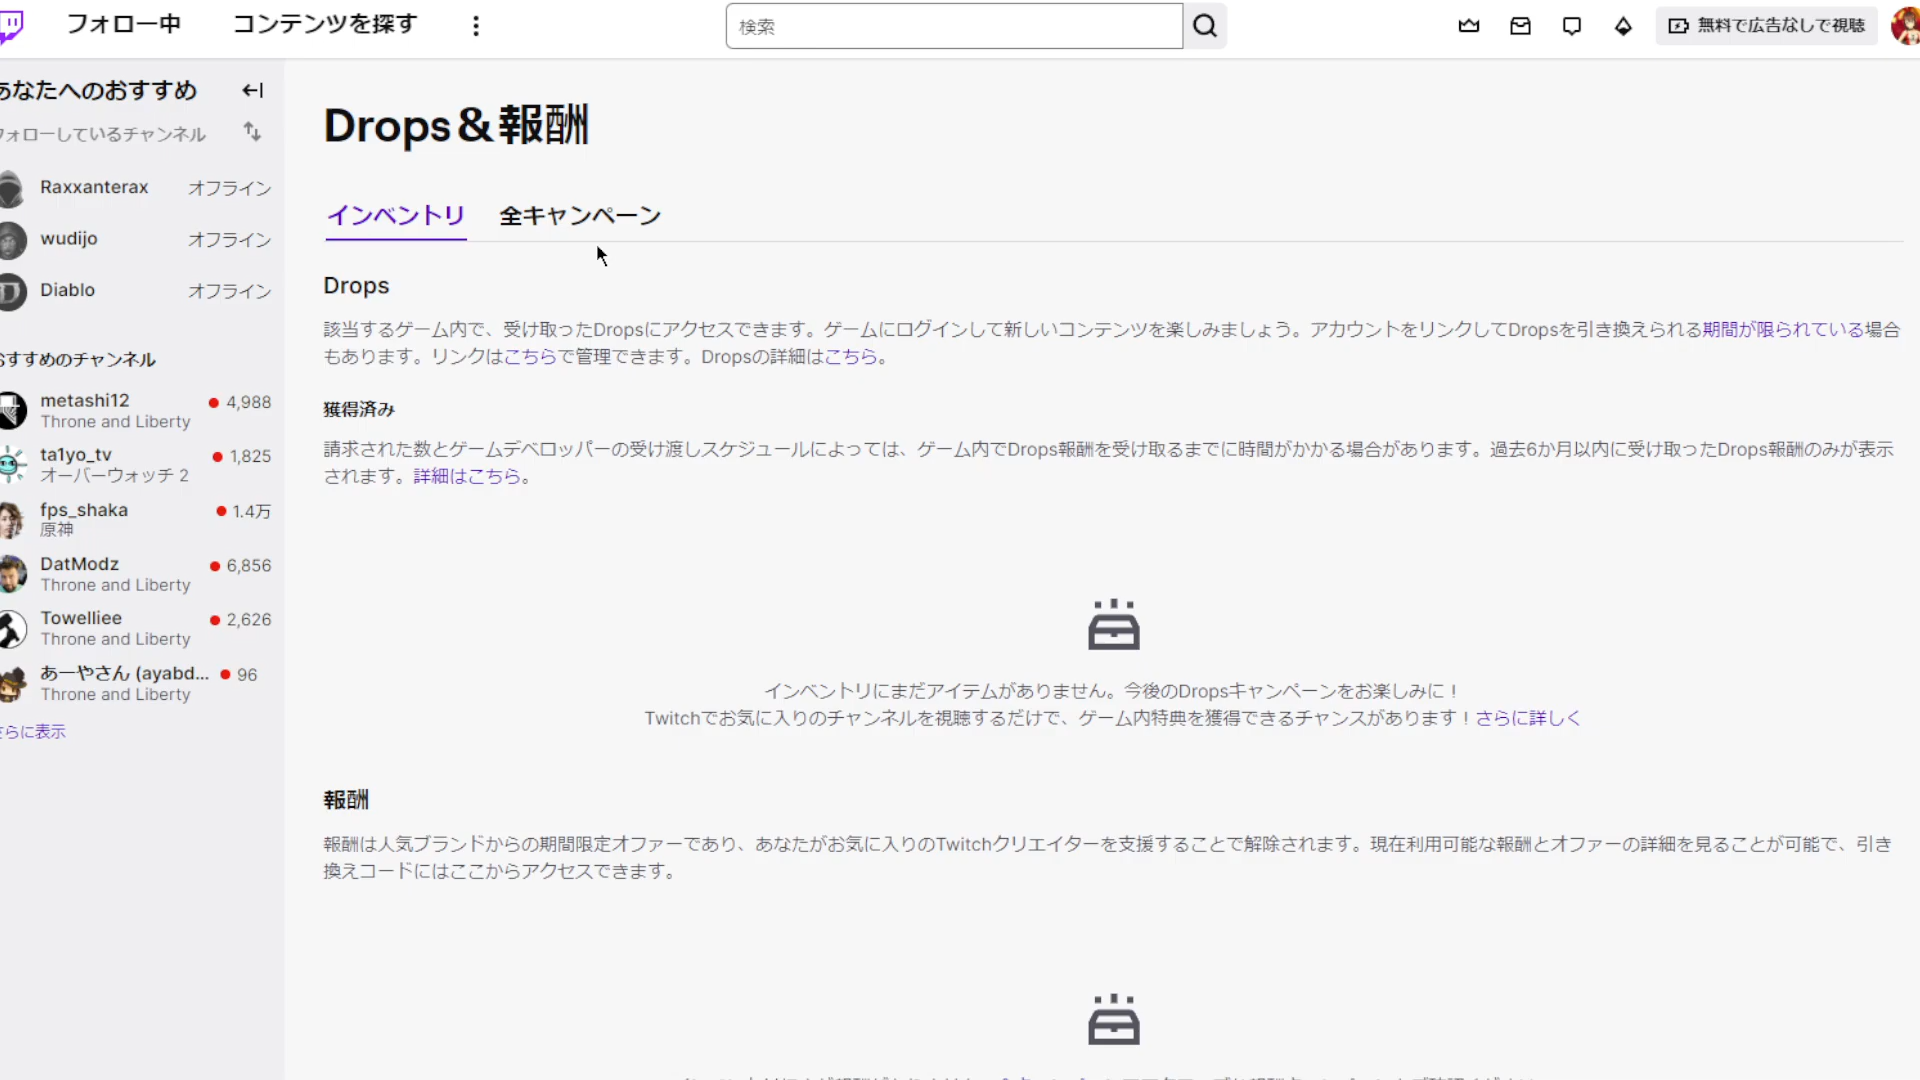 フォロー中
コンテンツを探す
検索
無料で広告なしで視聴
あなたへのおすすめ
フォローしているチャンネル
Raxxanterax オフライン
wudijo オフライン
Diablo オフライン
おすすめのチャンネル
metashi12 4,988
Throne and Liberty
ta1yo_tv 1,825
オーバーウォッチ 2
fps_shaka 1.4万
原神
DatModz 6,856
Throne and Liberty
Towelliee 2,626
Throne and Liberty
あーやさん (ayabd... 96
Throne and Liberty
さらに表示
Drops＆報酬
インベントリ 全キャンペーン
Drops
該当するゲーム内で、受け取ったDropsにアクセスできます。ゲームにログインして新しいコンテンツを楽しみましょう。アカウントをリンクしてDropsを引き換えられる期間が限られている場合
もあります。リンクはこちらで管理できます。Dropsの詳細はこちら。
獲得済み
請求された数とゲームデベロッパーの受け渡しスケジュールによっては、ゲーム内でDrops報酬を受け取るまでに時間がかかる場合があります。過去6か月以内に受け取ったDrops報酬のみが表示
されます。詳細はこちら。
インベントリにまだアイテムがありません。今後のDropsキャンペーンをお楽しみに！
Twitchでお気に入りのチャンネルを視聴するだけで、ゲーム内特典を獲得できるチャンスがあります！さらに詳しく
報酬
報酬は人気ブランドからの期間限定オファーであり、あなたがお気に入りのTwitchクリエイターを支援することで解除されます。現在利用可能な報酬とオファーの詳細を見ることが可能で、引き
換えコードにはここからアクセスできます。